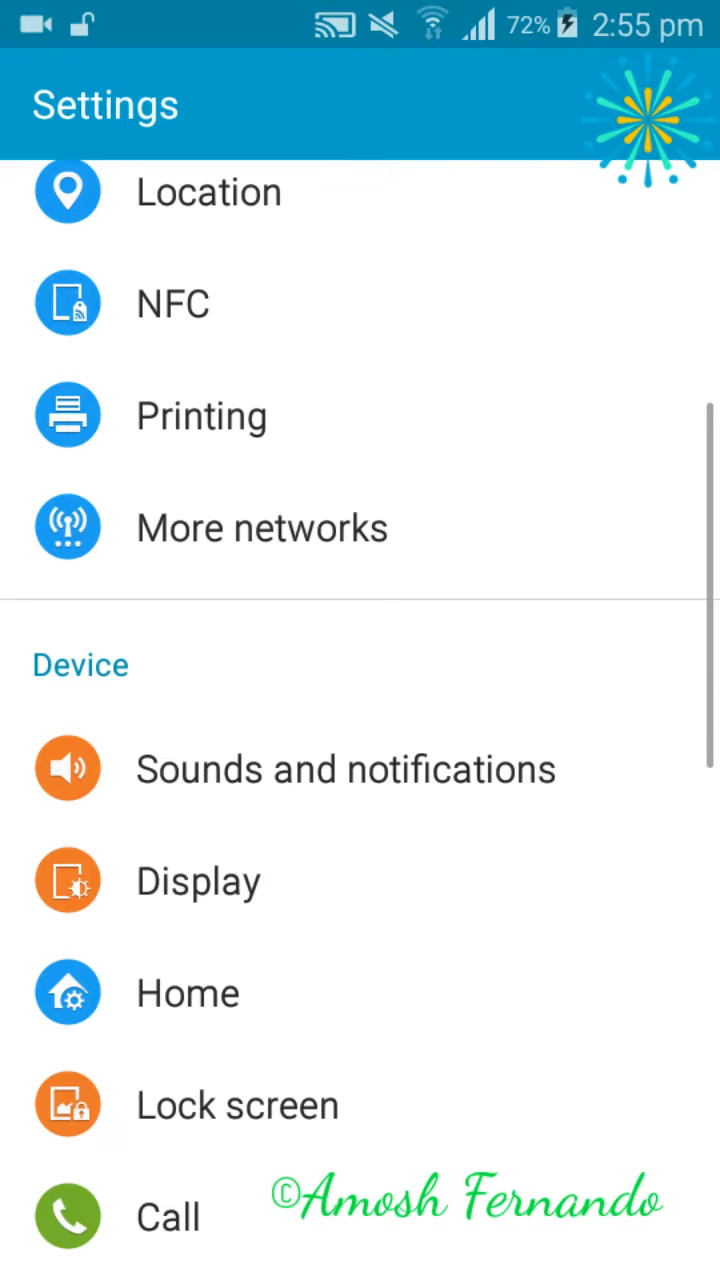 72% 2:55 pm
Settings
Location
NFC
Printing
More networks
Device
Sounds and notifications
Display
Home
Lock screen
Call
©Amosh Fernando